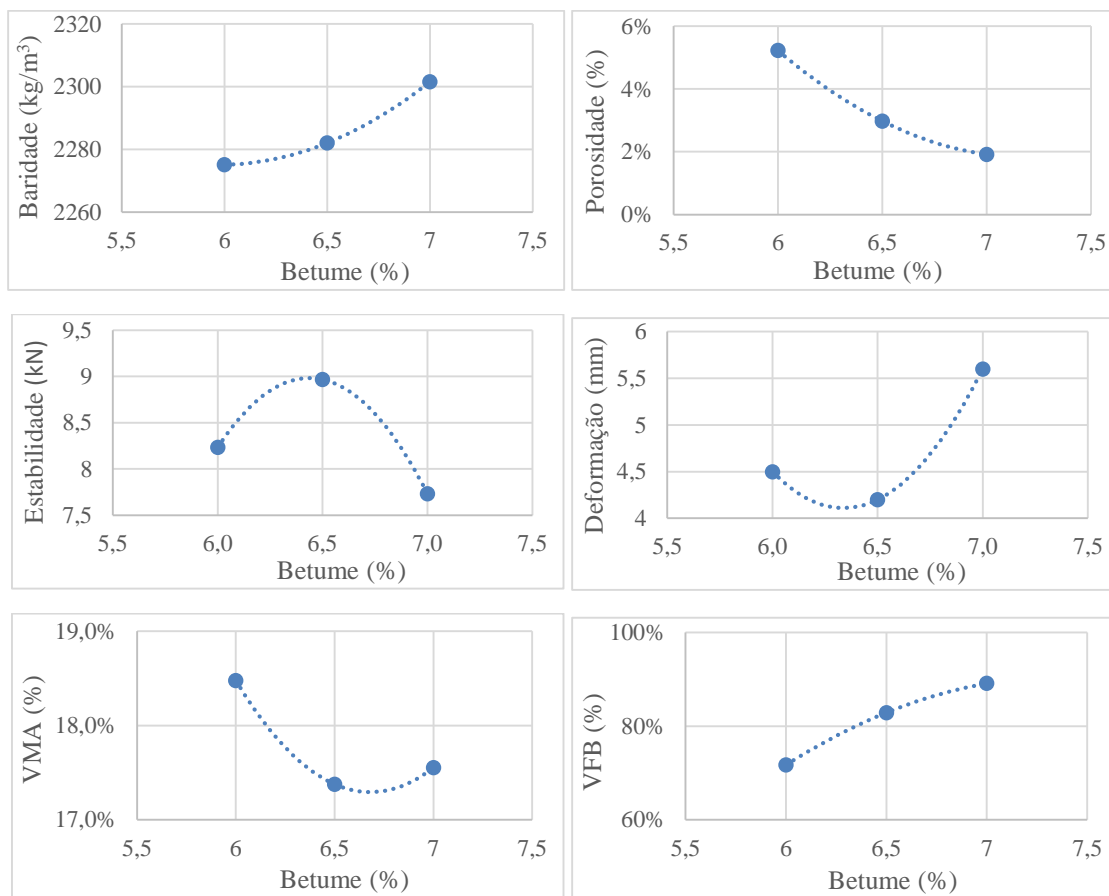 Baridade (kg/m³)
2320
2300
2280
2260
5,5 6 6,5 7 7,5
Betume (%)
Porosidade (%)
6%
4%
2%
0%
5,5 6 6,5 7 7,5
Betume (%)
Estabilidade (kN)
9,5
9
8,5
8
7,5
5,5 6,0 6,5 7,0 7,5
Betume (%)
Deformação (mm)
6
5,5
5
4,5
4
5,5 6,0 6,5 7,0 7,5
Betume (%)
VMA (%)
19,0%
18,0%
17,0%
5,5 6 6,5 7 7,5
Betume (%)
VFB (%)
100%
80%
60%
5,5 6 6,5 7 7,5
Betume (%)